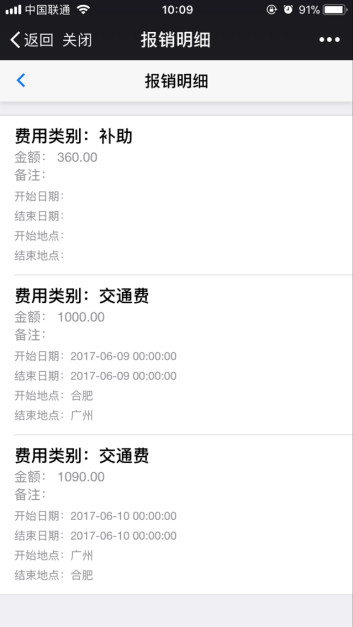 中国联通 10:09 91%
返回 关闭 报销明细
报销明细
费用类别：补助
金额： 360.00
备注：
开始日期：
结束日期：
开始地点：
结束地点：
费用类别：交通费
金额： 1000.00
备注：
开始日期：2017-06-09 00:00:00
结束日期：2017-06-09 00:00:00
开始地点：合肥
结束地点：广州
费用类别：交通费
金额： 1090.00
备注：
开始日期：2017-06-10 00:00:00
结束日期：2017-06-10 00:00:00
开始地点：广州
结束地点：合肥